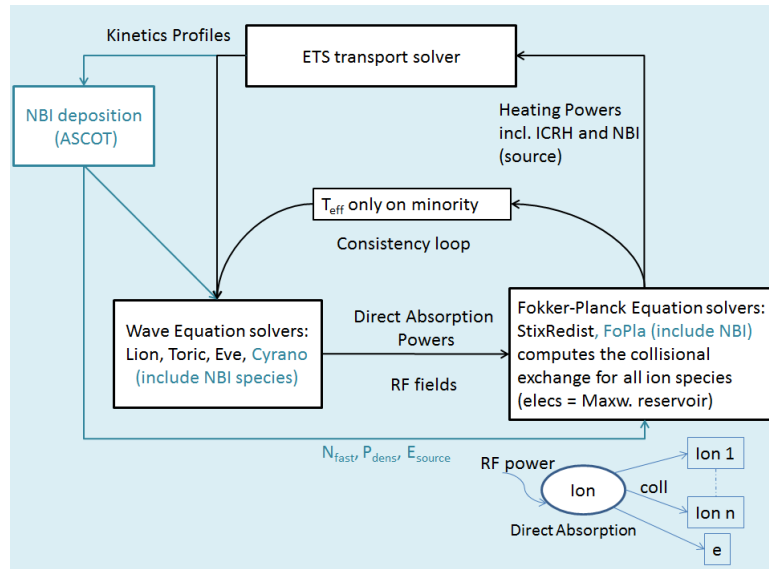 Kinetics Profiles
ETS transport solver
NBI deposition
(ASCOT)
Heating Powers
incl. ICRH and NBI
(source)
Teff only on minority
Consistency loop
Wave Equation solvers:
Lion, Toric, Eve, Cyrano
(include NBI species)
Direct Absorption
Powers
RF fields
Fokker-Planck Equation solvers:
StixRedist, FoPla (include NBI)
computes the collisional
exchange for all ion species
(elecs = Maxw. reservoir)
Nfast, Pdens, Esource
RF power
Ion
coll
Direct Absorption
Ion 1
Ion n
e